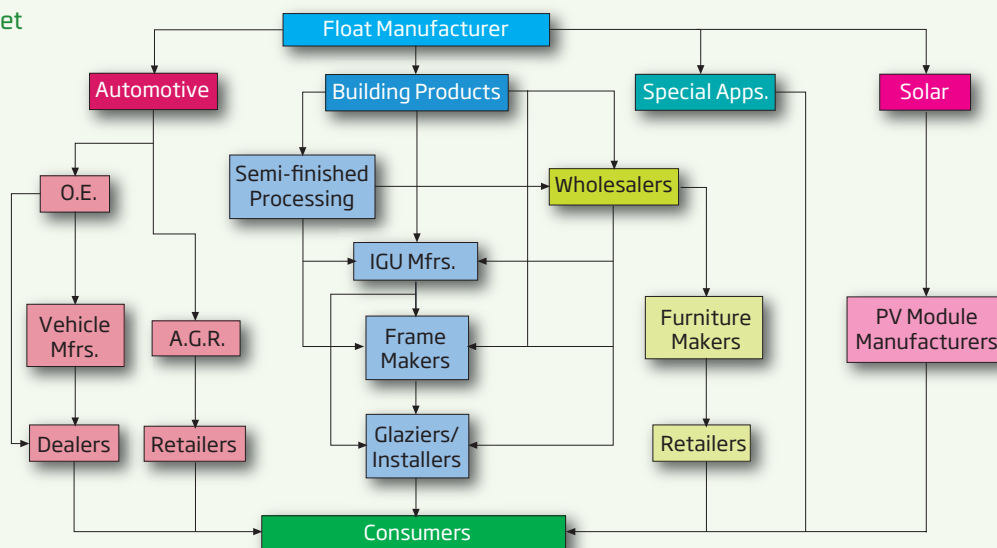 et
Float Manufacturer
Automotive
Building Products
Special Apps.
Solar
Semi-finished
Processing
Wholesalers
O.E.
IGU Mfrs.
Vehicle
Mfrs.
A.G.R.
Frame
Makers
Furniture
Makers
PV Module
Manufacturers
Dealers
Retailers
Glaziers/
Installers
Retailers
Consumers